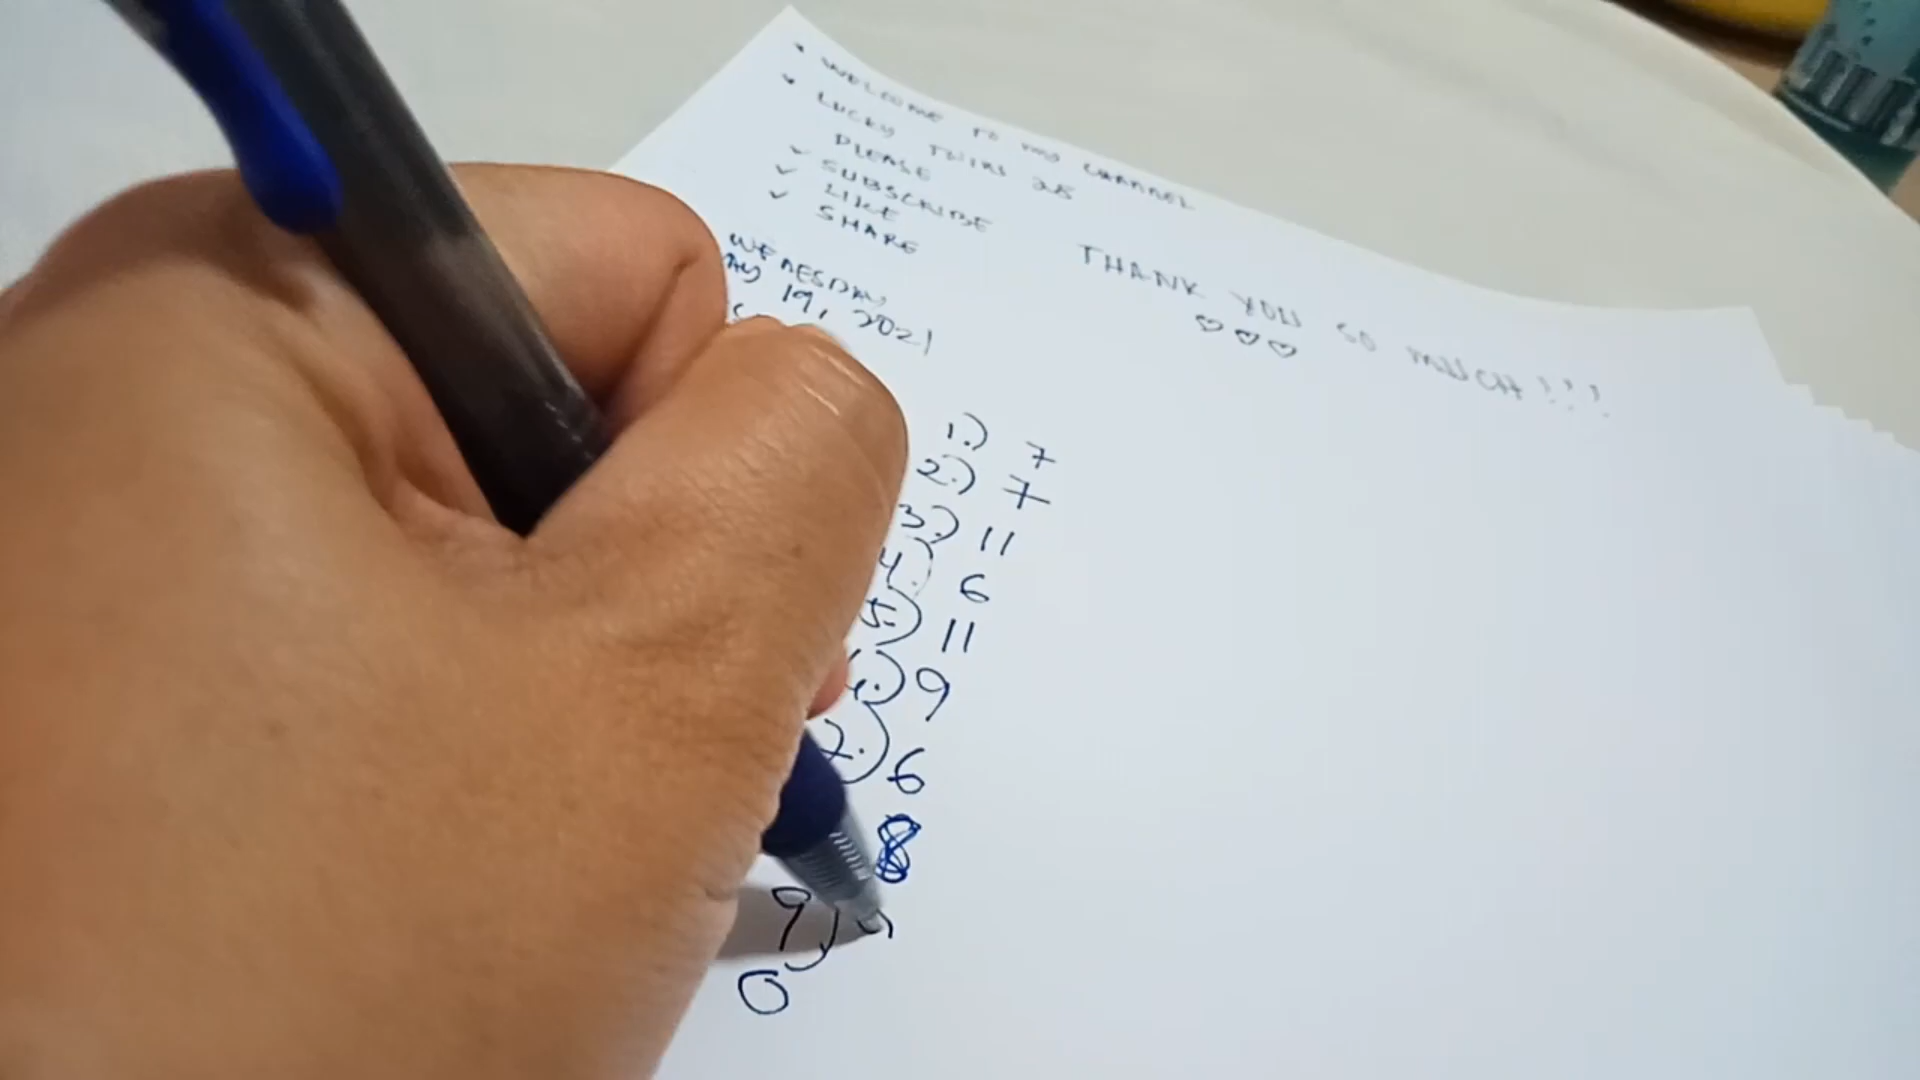 WELCOME TO my CHANNEL
LUCKY TWINS 28
PLEASE
SUBSCRIBE
LIKE
SHARE
THANK YOU SO MUCH!!!
♡♡♡
WEDNESDAY
19, 2021
1.) 7
2.) 7
3.) 11
4.) 6
5.) 11
9
7.) 6
8
9)
0